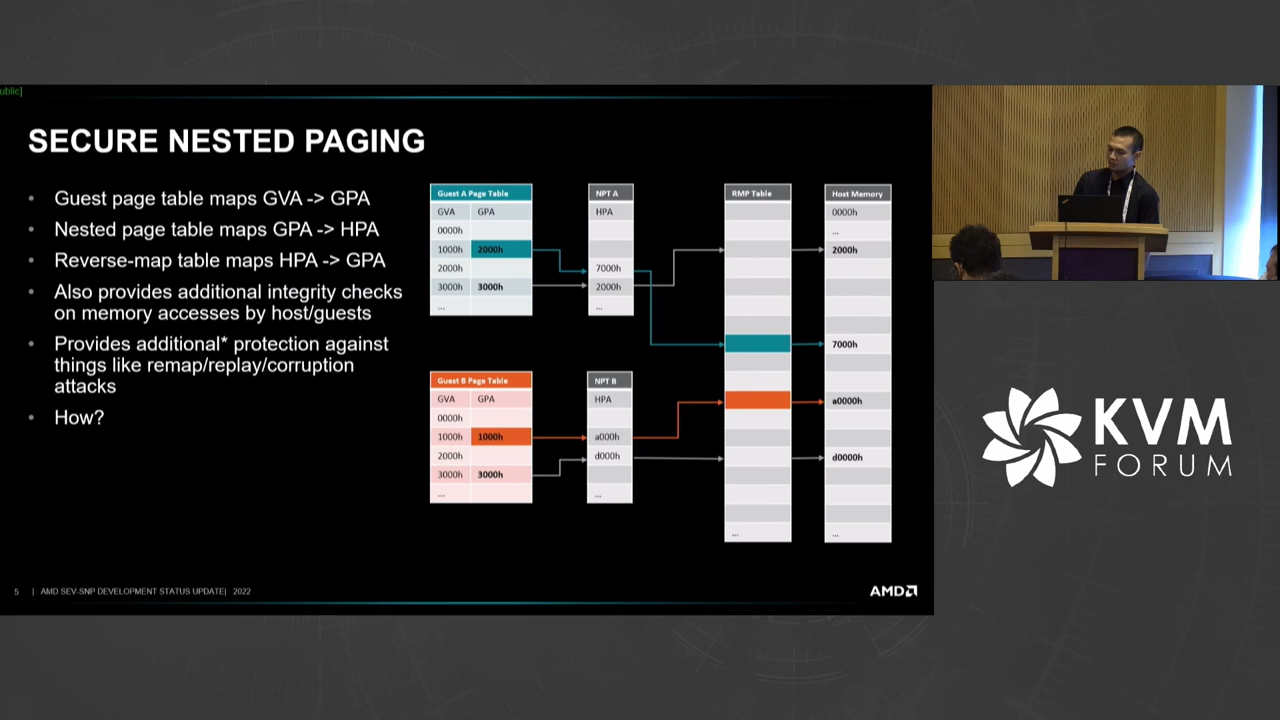 ublic]
SECURE NESTED PAGING
• Guest page table maps GVA -> GPA
• Nested page table maps GPA -> HPA
• Reverse-map table maps HPA -> GPA
• Also provides additional integrity checks
on memory accesses by host/guests
• Provides additional* protection against
things like remap/replay/corruption
attacks
• How?
Guest A Page Table
GVA GPA
0000h
1000h 2000h
2000h
3000h 3000h
...
NPT A
HPA
7000h
2000h
...
Guest B Page Table
GVA GPA
0000h
1000h 1000h
2000h
3000h 3000h
...
NPT B
HPA
a000h
d000h
...
RMP Table
...
Host Memory
0000h
...
2000h
7000h
a0000h
d0000h
...
5 | AMD SEV-SNP DEVELOPMENT STATUS UPDATE| 2022
AMD
KVM
FORUM